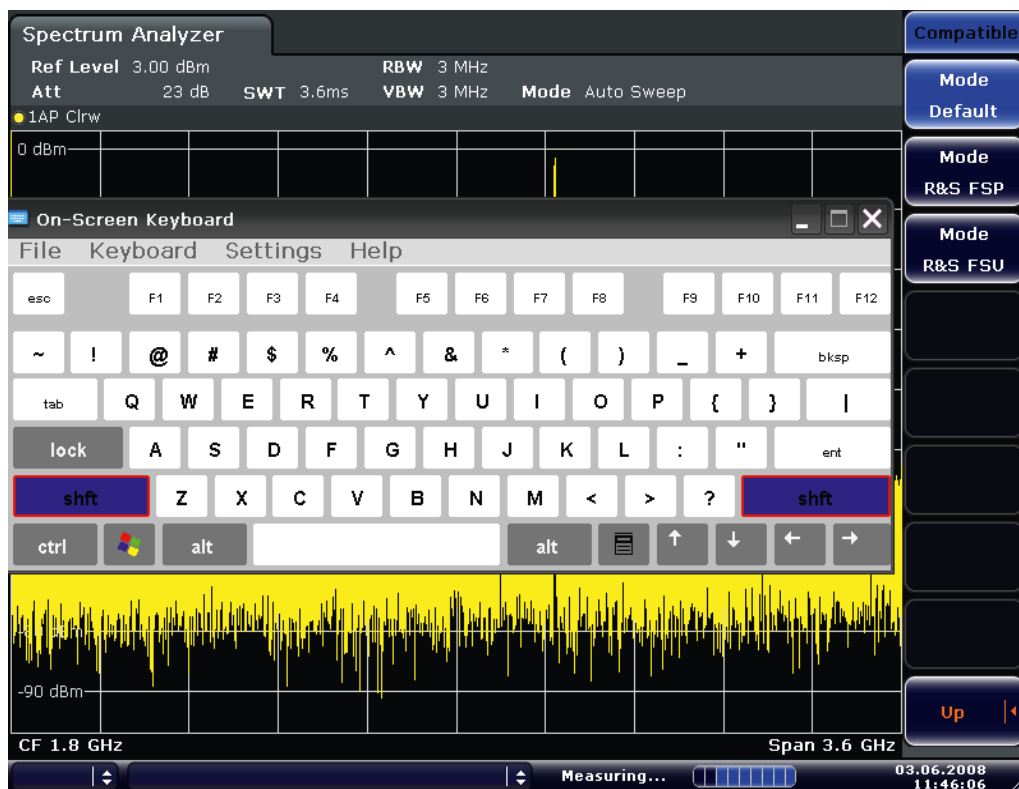 Spectrum Analyzer
Ref Level 3.00 dBm RBW 3 MHz
Att 23 dB SWT 3.6ms VBW 3 MHz Mode Auto Sweep
1AP Clrw
0 dBm
On-Screen Keyboard
File Keyboard Settings Help
esc F1 F2 F3 F4 F5 F6 F7 F8 F9 F10 F11 F12
~ ! @ # $ % ^ & * ( ) _ + bksp
tab Q W E R T Y U I O P { } |
lock A S D F G H J K L : " ent
shft Z X C V B N M < > ? shft
ctrl alt alt ↑ ↓ ← →
-90 dBm
CF 1.8 GHz Span 3.6 GHz
Measuring...
03.06.2008
11:46:06
Compatible
Mode
Default
Mode
R&S FSP
Mode
R&S FSU
Up